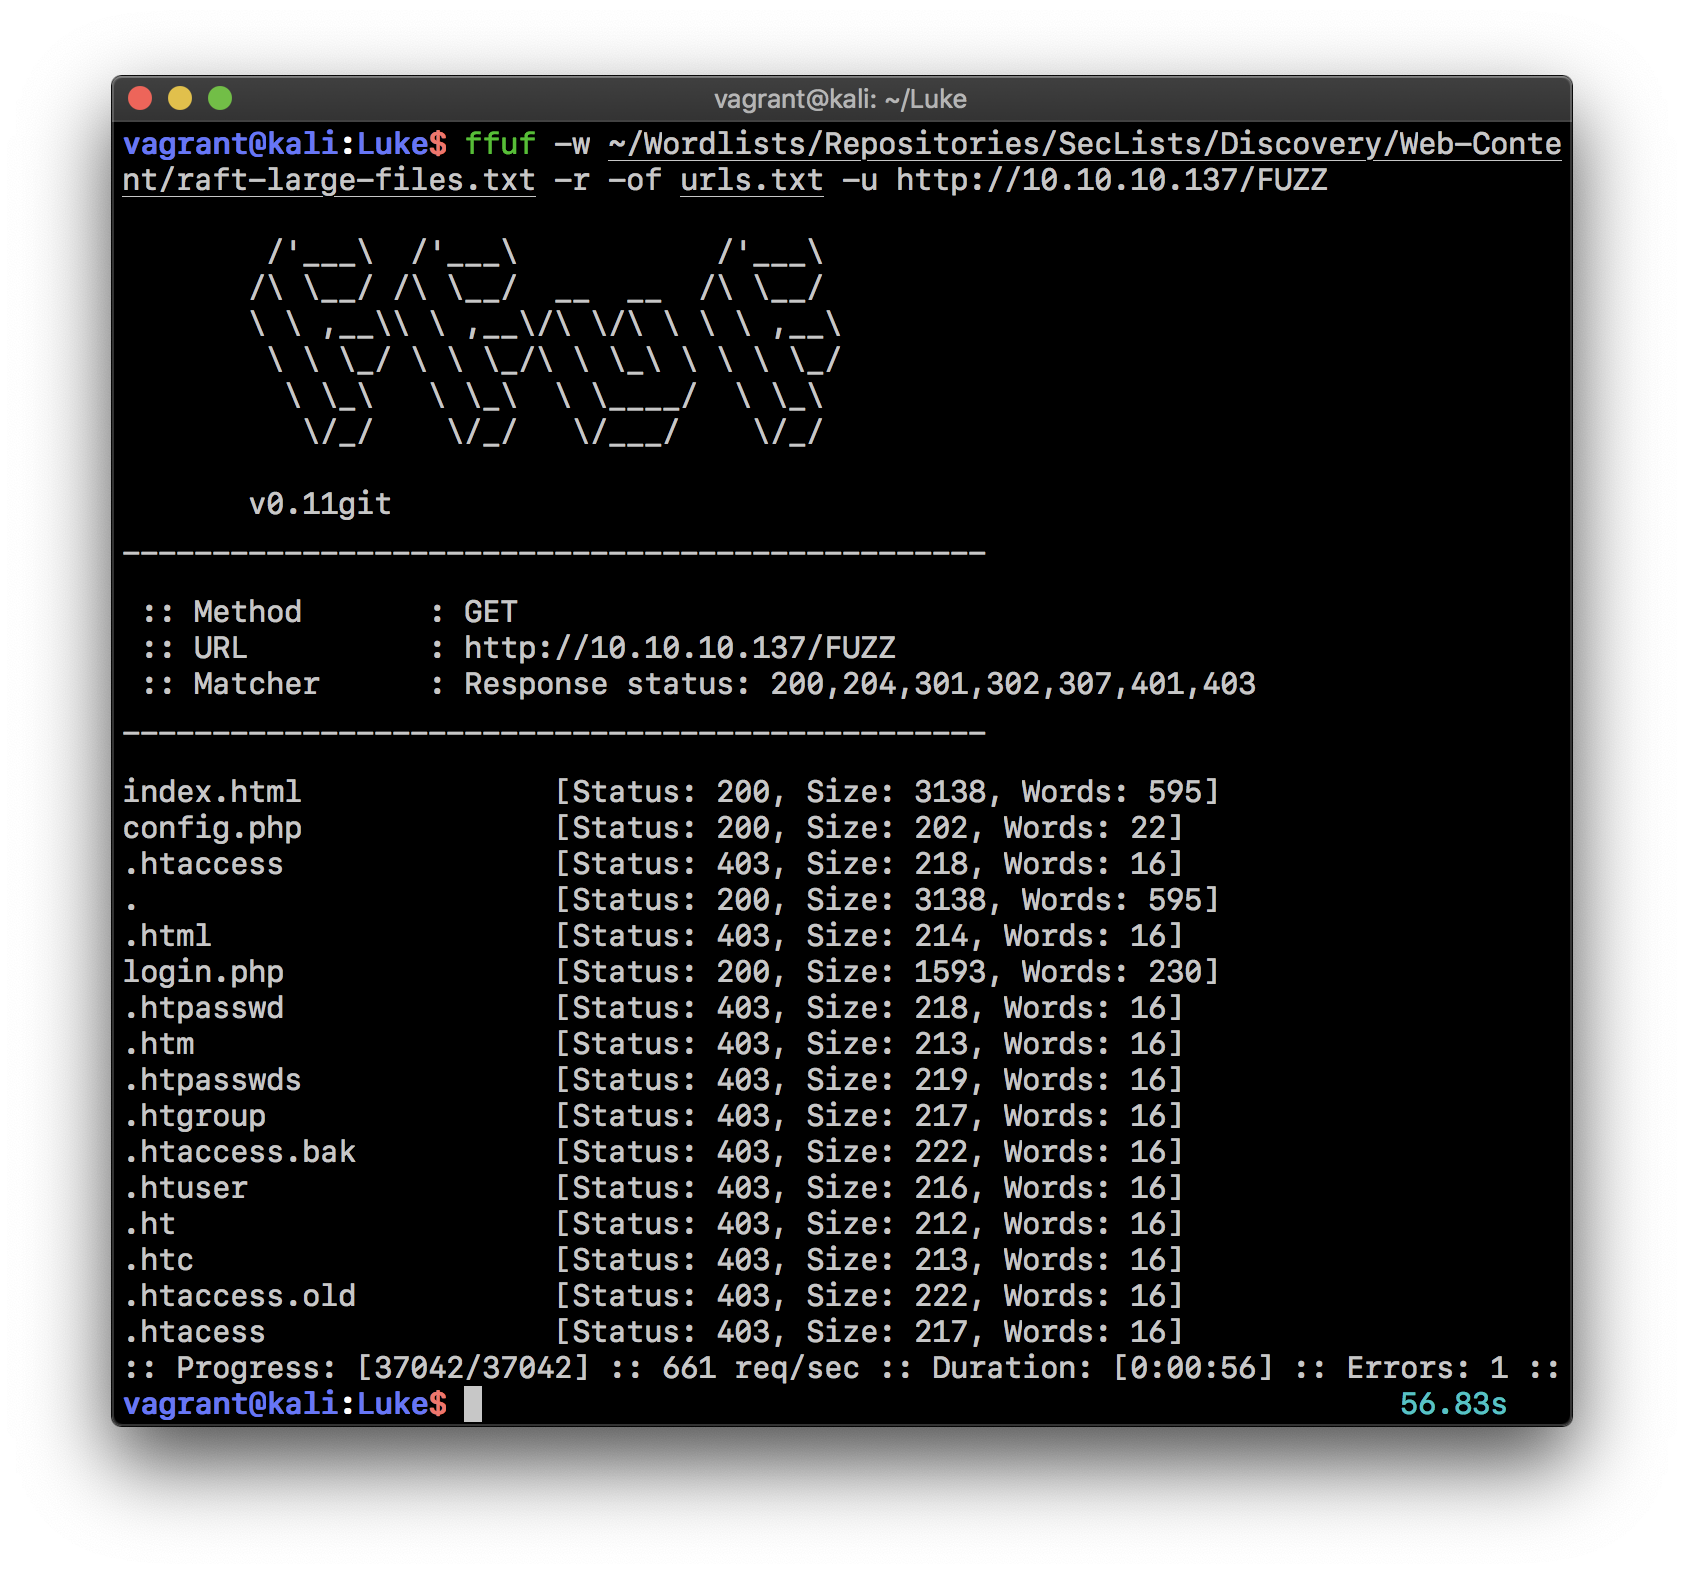 vagrant@kali: ~/Luke
vagrant@kali:Luke$ ffuf -w ~/Wordlists/Repositories/SecLists/Discovery/Web-Conte
nt/raft-large-files.txt -r -of urls.txt -u http://10.10.10.137/FUZZ
        /'___\  /'___\           /'___\
       /\ \__/ /\ \__/  __  __  /\ \__/
       \ \ ,__\\ \ ,__\/\ \/\ \ \ \ ,__\
        \ \ \_/ \ \ \_/\ \ \_\ \ \ \ \_/
         \ \_\   \ \_\  \ \____/  \ \_\
          \/_/    \/_/   \/___/    \/_/
       v0.11git
________________________________________________
 :: Method       : GET
 :: URL          : http://10.10.10.137/FUZZ
 :: Matcher      : Response status: 200,204,301,302,307,401,403
________________________________________________
index.html              [Status: 200, Size: 3138, Words: 595]
config.php              [Status: 200, Size: 202, Words: 22]
.htaccess               [Status: 403, Size: 218, Words: 16]
.                       [Status: 200, Size: 3138, Words: 595]
.html                   [Status: 403, Size: 214, Words: 16]
login.php               [Status: 200, Size: 1593, Words: 230]
.htpasswd               [Status: 403, Size: 218, Words: 16]
.htm                    [Status: 403, Size: 213, Words: 16]
.htpasswds              [Status: 403, Size: 219, Words: 16]
.htgroup                [Status: 403, Size: 217, Words: 16]
.htaccess.bak           [Status: 403, Size: 222, Words: 16]
.htuser                 [Status: 403, Size: 216, Words: 16]
.ht                     [Status: 403, Size: 212, Words: 16]
.htc                    [Status: 403, Size: 213, Words: 16]
.htaccess.old           [Status: 403, Size: 222, Words: 16]
.htacess                [Status: 403, Size: 217, Words: 16]
:: Progress: [37042/37042] :: 661 req/sec :: Duration: [0:00:56] :: Errors: 1 ::
vagrant@kali:Luke$ 56.83s